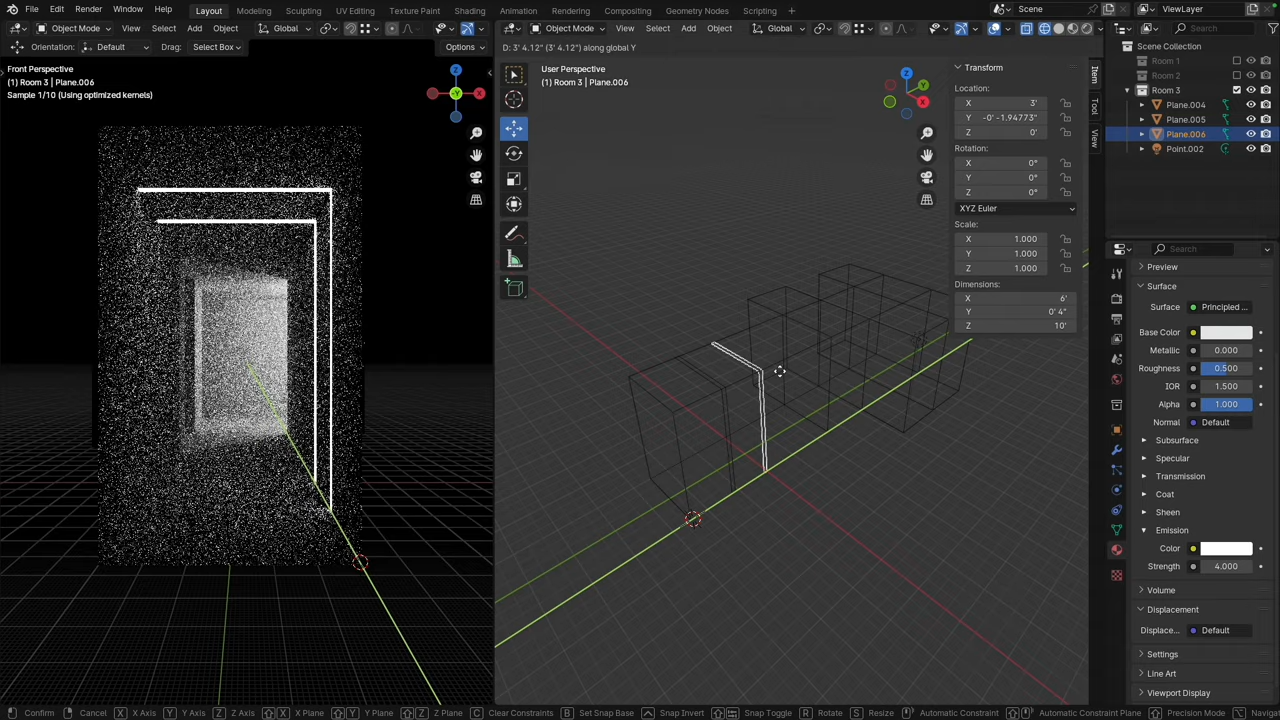 File Edit Render Window Help Layout Modeling Sculpting UV Editing Texture Paint Shading Animation Rendering Compositing Geometry Nodes Scripting Scene ViewLayer
Object Mode View Select Add Object Global Object Mode View Select Add Object Global Search
Orientation: Default Drag: Select Box Options D: 3' 4.12" (3' 4.12") along global Y Scene Collection
Front Perspective
(1) Room 3 | Plane.006
Sample 1/10 (Using optimized kernels)
User Perspective
(1) Room 3 | Plane.006
Transform
Location:
X 3'
Y -0' -1.94773"
Z 0'
Rotation:
X 0°
Y 0°
Z 0°
XYZ Euler
Scale:
X 1.000
Y 1.000
Z 1.000
Dimensions:
X 6'
Y 0' 4"
Z 10'
Item
Tool
View
Room 1
Room 2
Room 3
Plane.004
Plane.005
Plane.006
Point.002
Search
Preview
Surface
Surface Principled ...
Base Color
Metallic 0.000
Roughness 0.500
IOR 1.500
Alpha 1.000
Normal Default
Subsurface
Specular
Transmission
Coat
Sheen
Emission
Color
Strength 4.000
Volume
Displacement
Displace... Default
Settings
Line Art
Viewport Display
X Y Z
-Y X
Z Y X
Confirm Cancel X X Axis Y Y Axis Z Z Axis X X Plane Y Y Plane Z Z Plane C Clear Constraints B Set Snap Base Snap Invert Snap Toggle R Rotate S Resize Automatic Constraint Automatic Constraint Plane Precision Mode Naviga